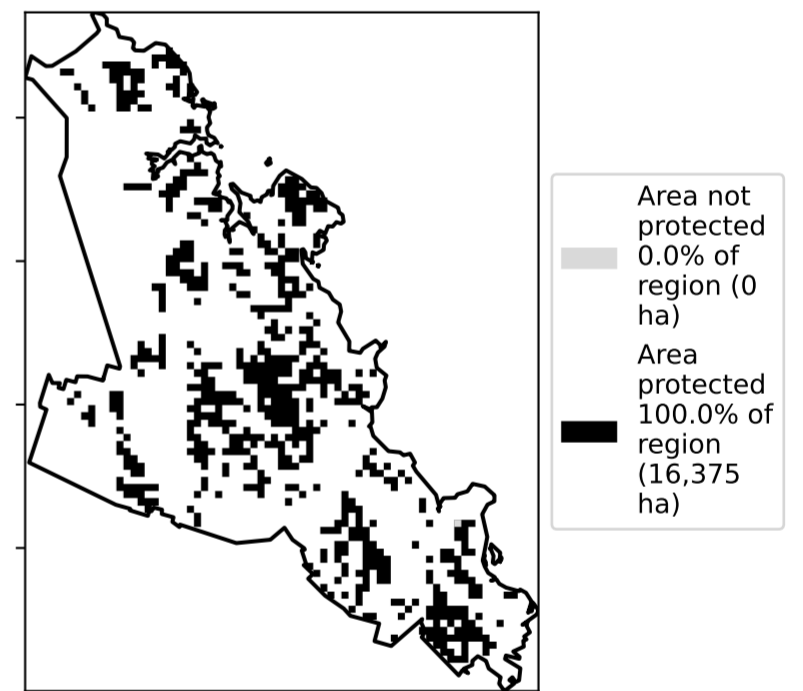 Area not
protected
0.0% of
region (0
ha)
Area
protected
100.0% of
region
(16,375
ha)